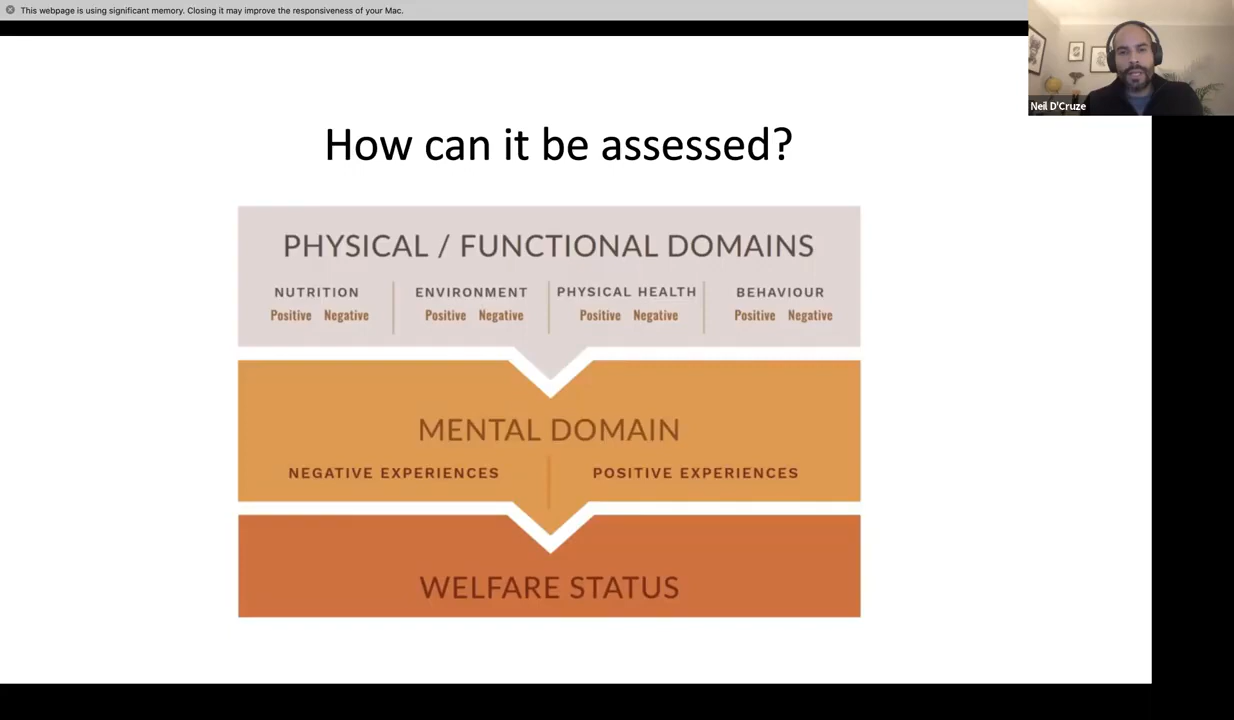 This webpage is using significant memory. Closing it may improve the responsiveness of your Mac.
Neil D'Cruze
How can it be assessed?
PHYSICAL / FUNCTIONAL DOMAINS
NUTRITION ENVIRONMENT PHYSICAL HEALTH BEHAVIOUR
Positive Negative Positive Negative Positive Negative Positive Negative
MENTAL DOMAIN
NEGATIVE EXPERIENCES POSITIVE EXPERIENCES
WELFARE STATUS